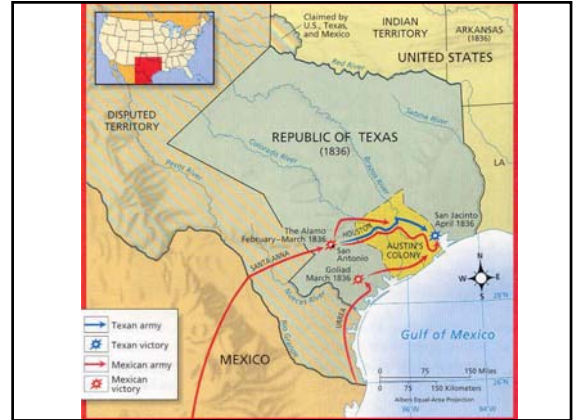 Claimed by
U.S., Texas,
and Mexico
INDIAN
TERRITORY
ARKANSAS
(1836)
UNITED STATES
Red River
DISPUTED
TERRITORY
Sabine River
REPUBLIC OF TEXAS
(1836)
Pecos River
Colorado River
Brazos River
LA
The Alamo
February–March 1836
HOUSTON
San Jacinto
April 1836
San
Antonio
AUSTIN'S
COLONY
SANTA ANNA
Goliad
March 1836
Nueces River
URREA
N
W
E
S
28°N
Rio Grande
Gulf of Mexico
MEXICO
Texan army
Texan victory
Mexican army
Mexican
victory
0 75 150 Miles
0 75 150 Kilometers
Albers Equal-Area Projection
26°N
96°W
94°W